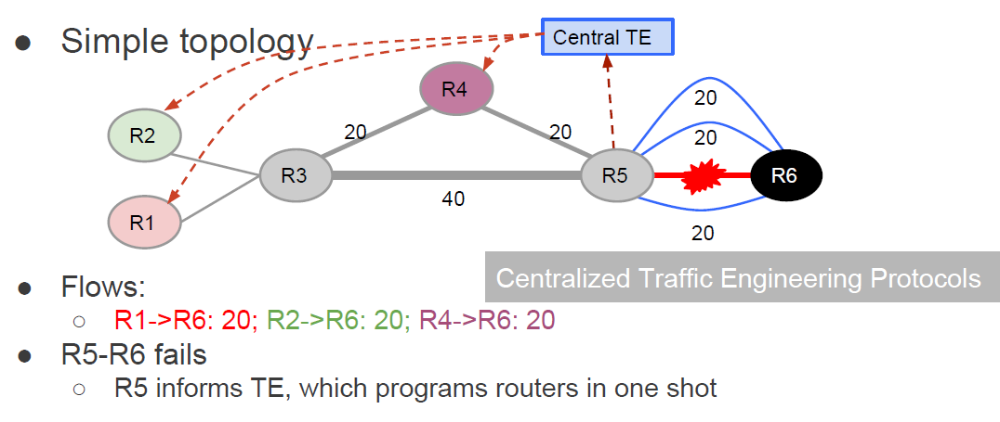 ● Simple topology
Central TE
R4
20
R2
20
20
20
R3
R5
R6
40
R1
20
Centralized Traffic Engineering Protocols
● Flows:
○ R1->R6: 20; R2->R6: 20; R4->R6: 20
● R5-R6 fails
○ R5 informs TE, which programs routers in one shot